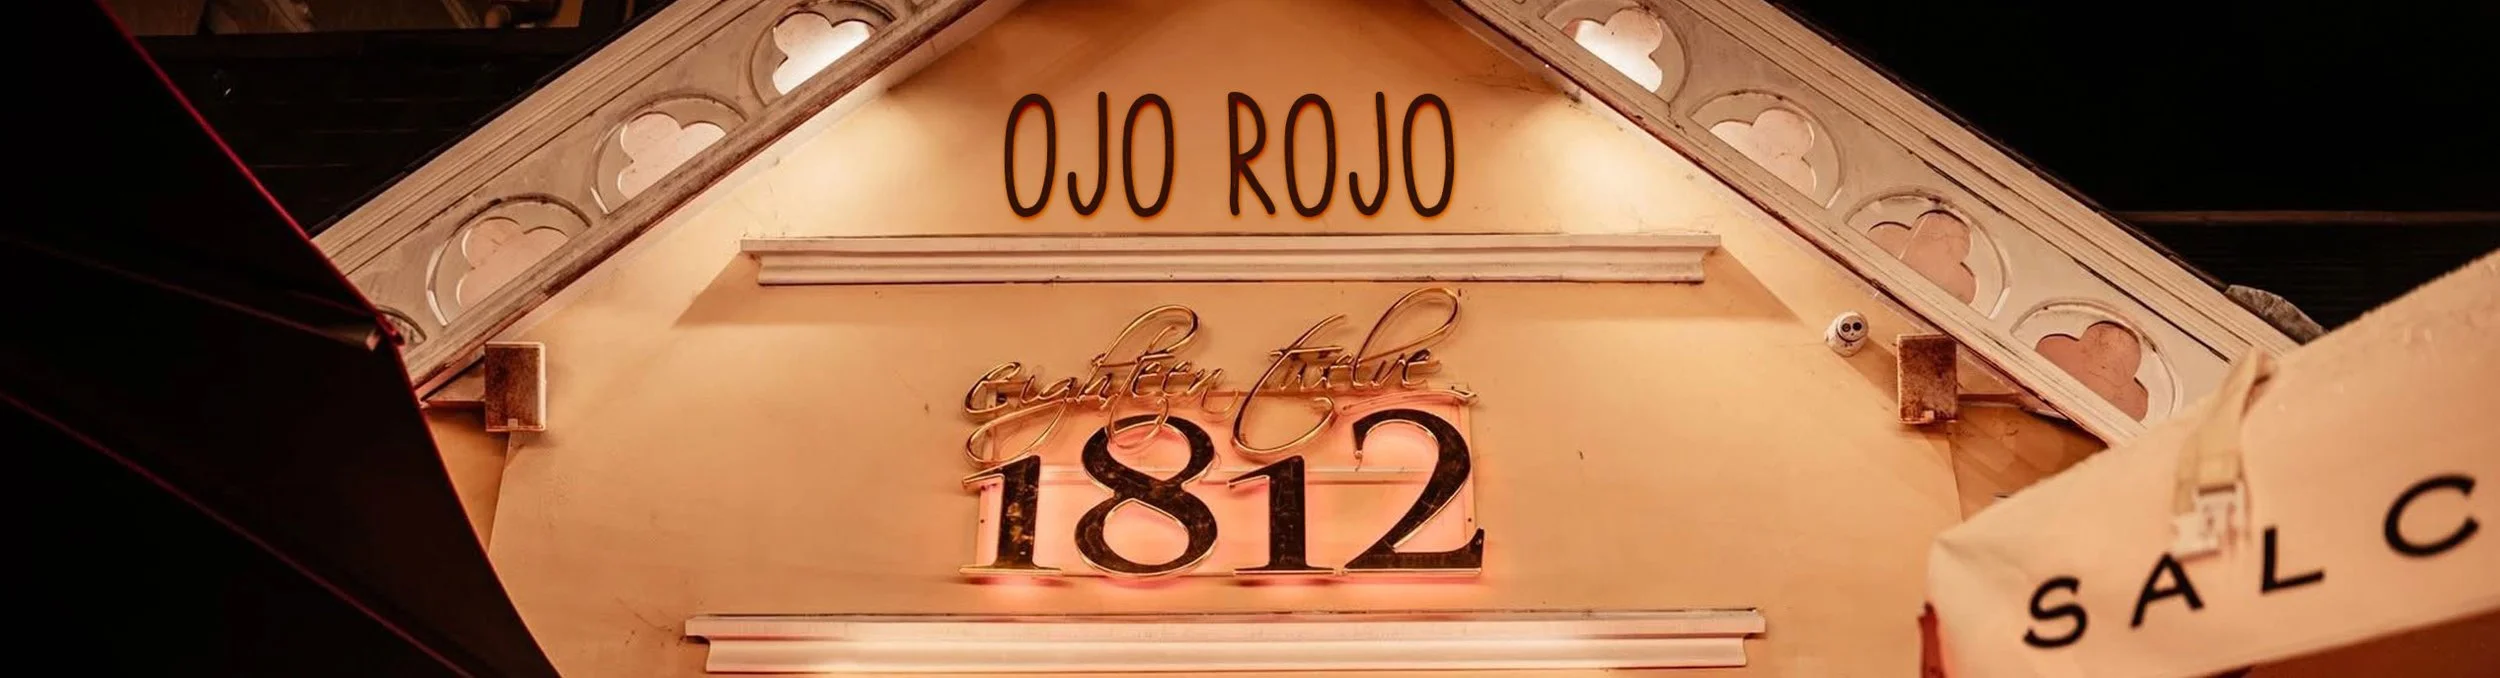 OJO ROJO
eighteen twelve
1812
SALC